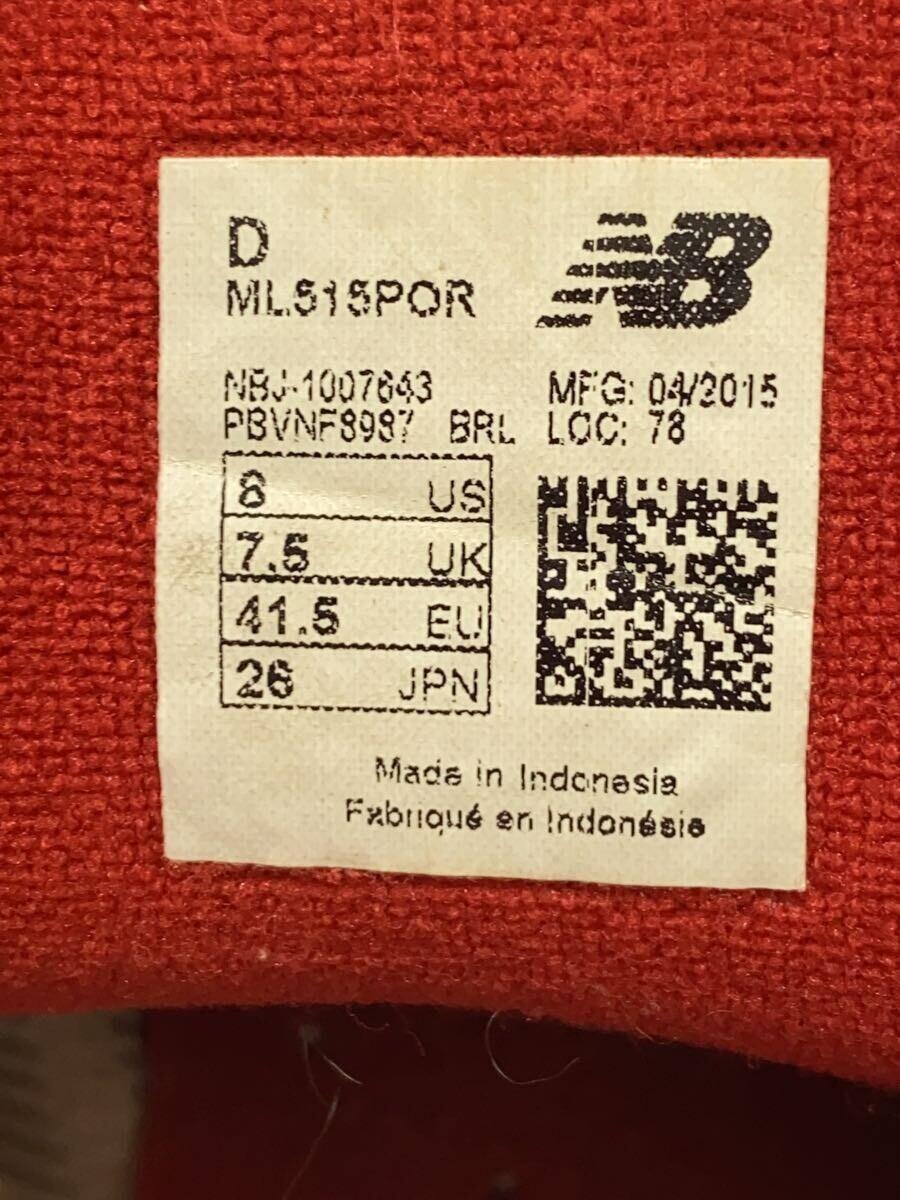 D
ML515POR
NB
NBJ-1007643 MFG: 04/2015
PBVNF8987 BRL LOC: 78
8 US
7.5 UK
41.5 EU
26 JPN
Made in Indonesia
Fabriqué en Indonésie